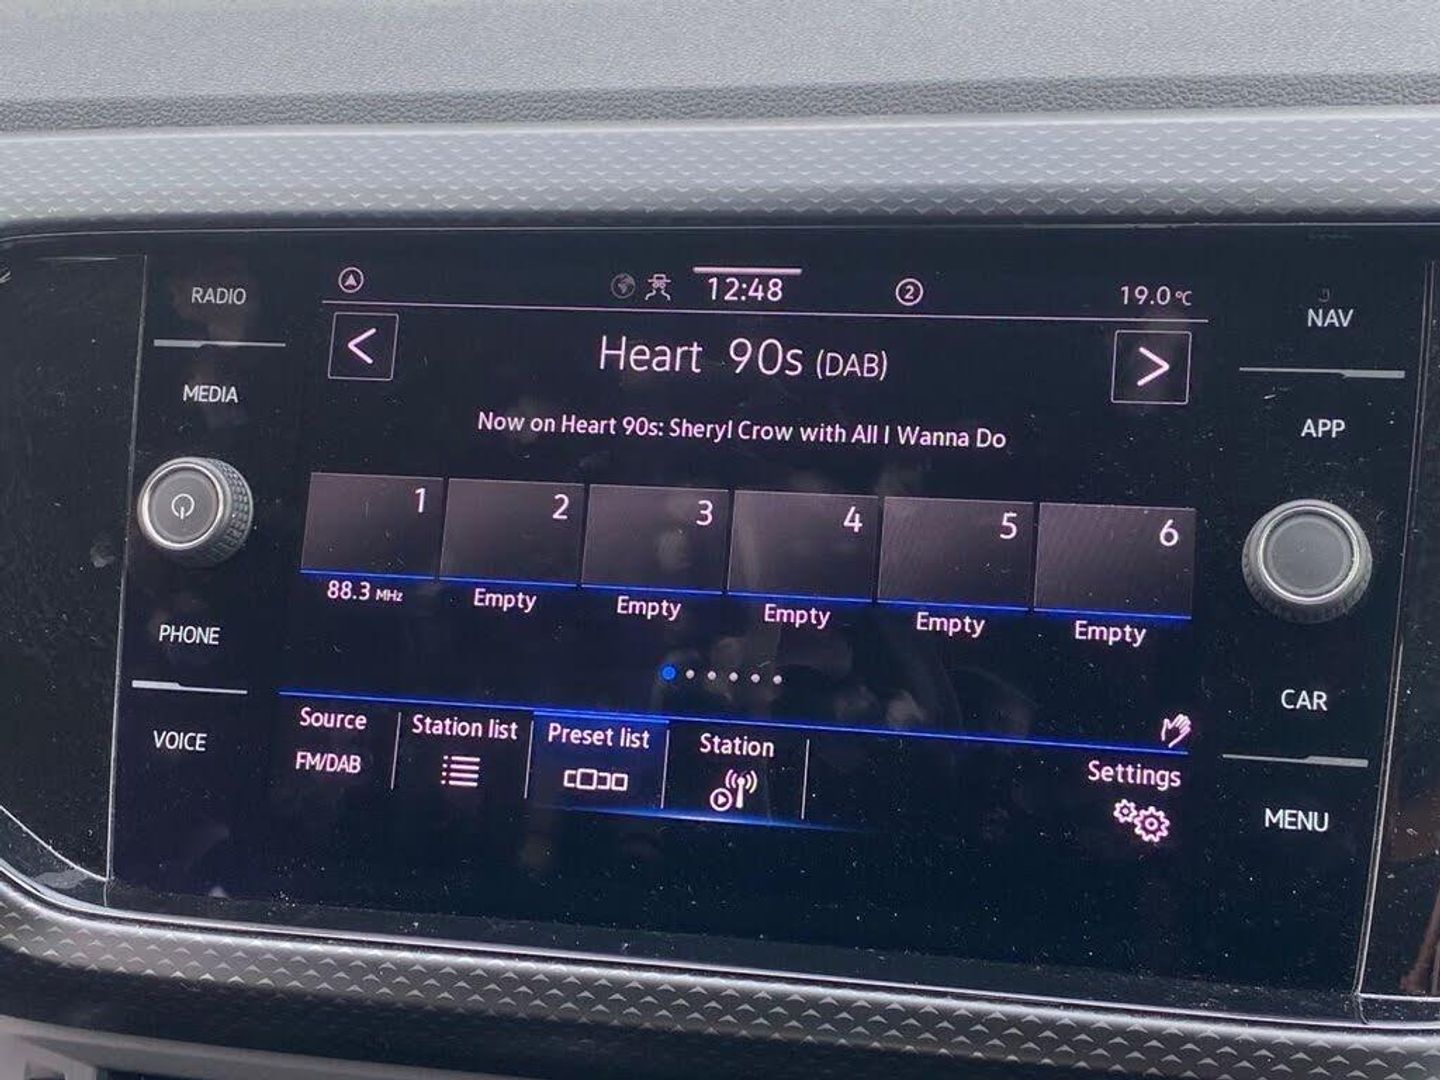 RADIO
MEDIA
PHONE
VOICE
12:48
2
19.0°C
Heart 90s (DAB)
Now on Heart 90s: Sheryl Crow with All I Wanna Do
1 2 3 4 5 6
88.3 MHz Empty Empty Empty Empty Empty
Source Station list Preset list Station Settings
FM/DAB
NAV
APP
CAR
MENU